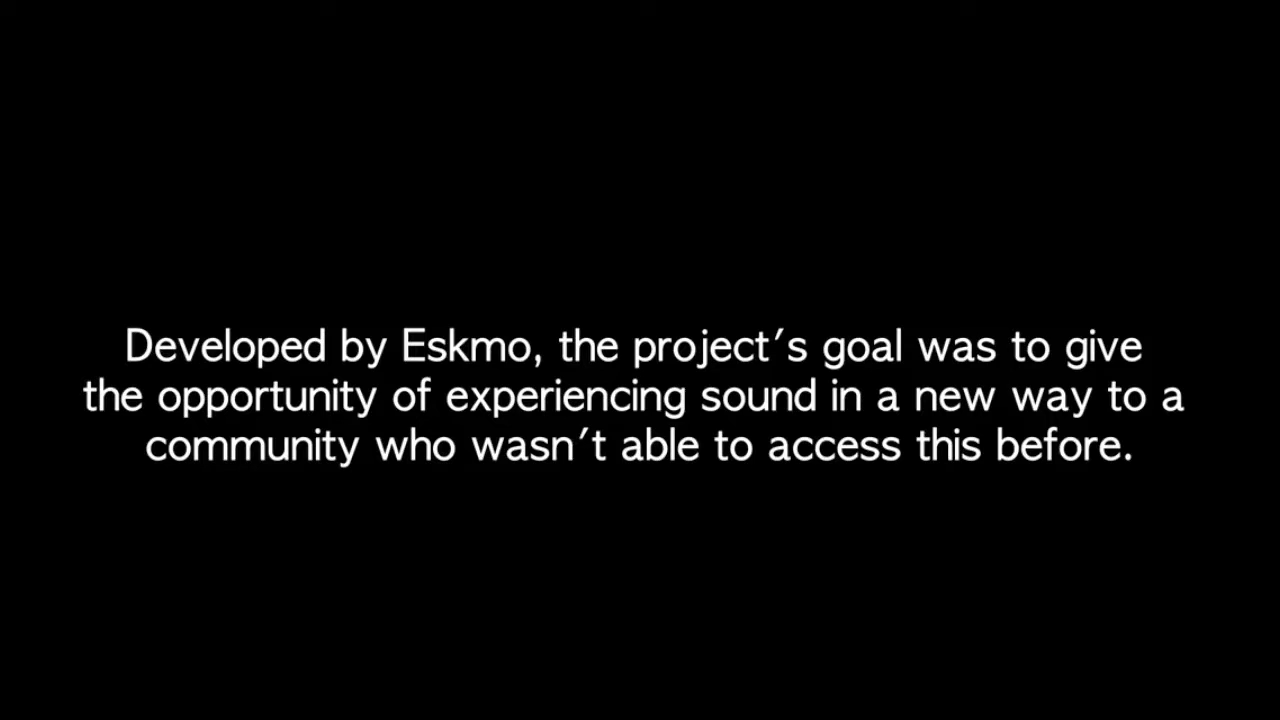 Developed by Eskmo, the project's goal was to give
the opportunity of experiencing sound in a new way to a
community who wasn't able to access this before.